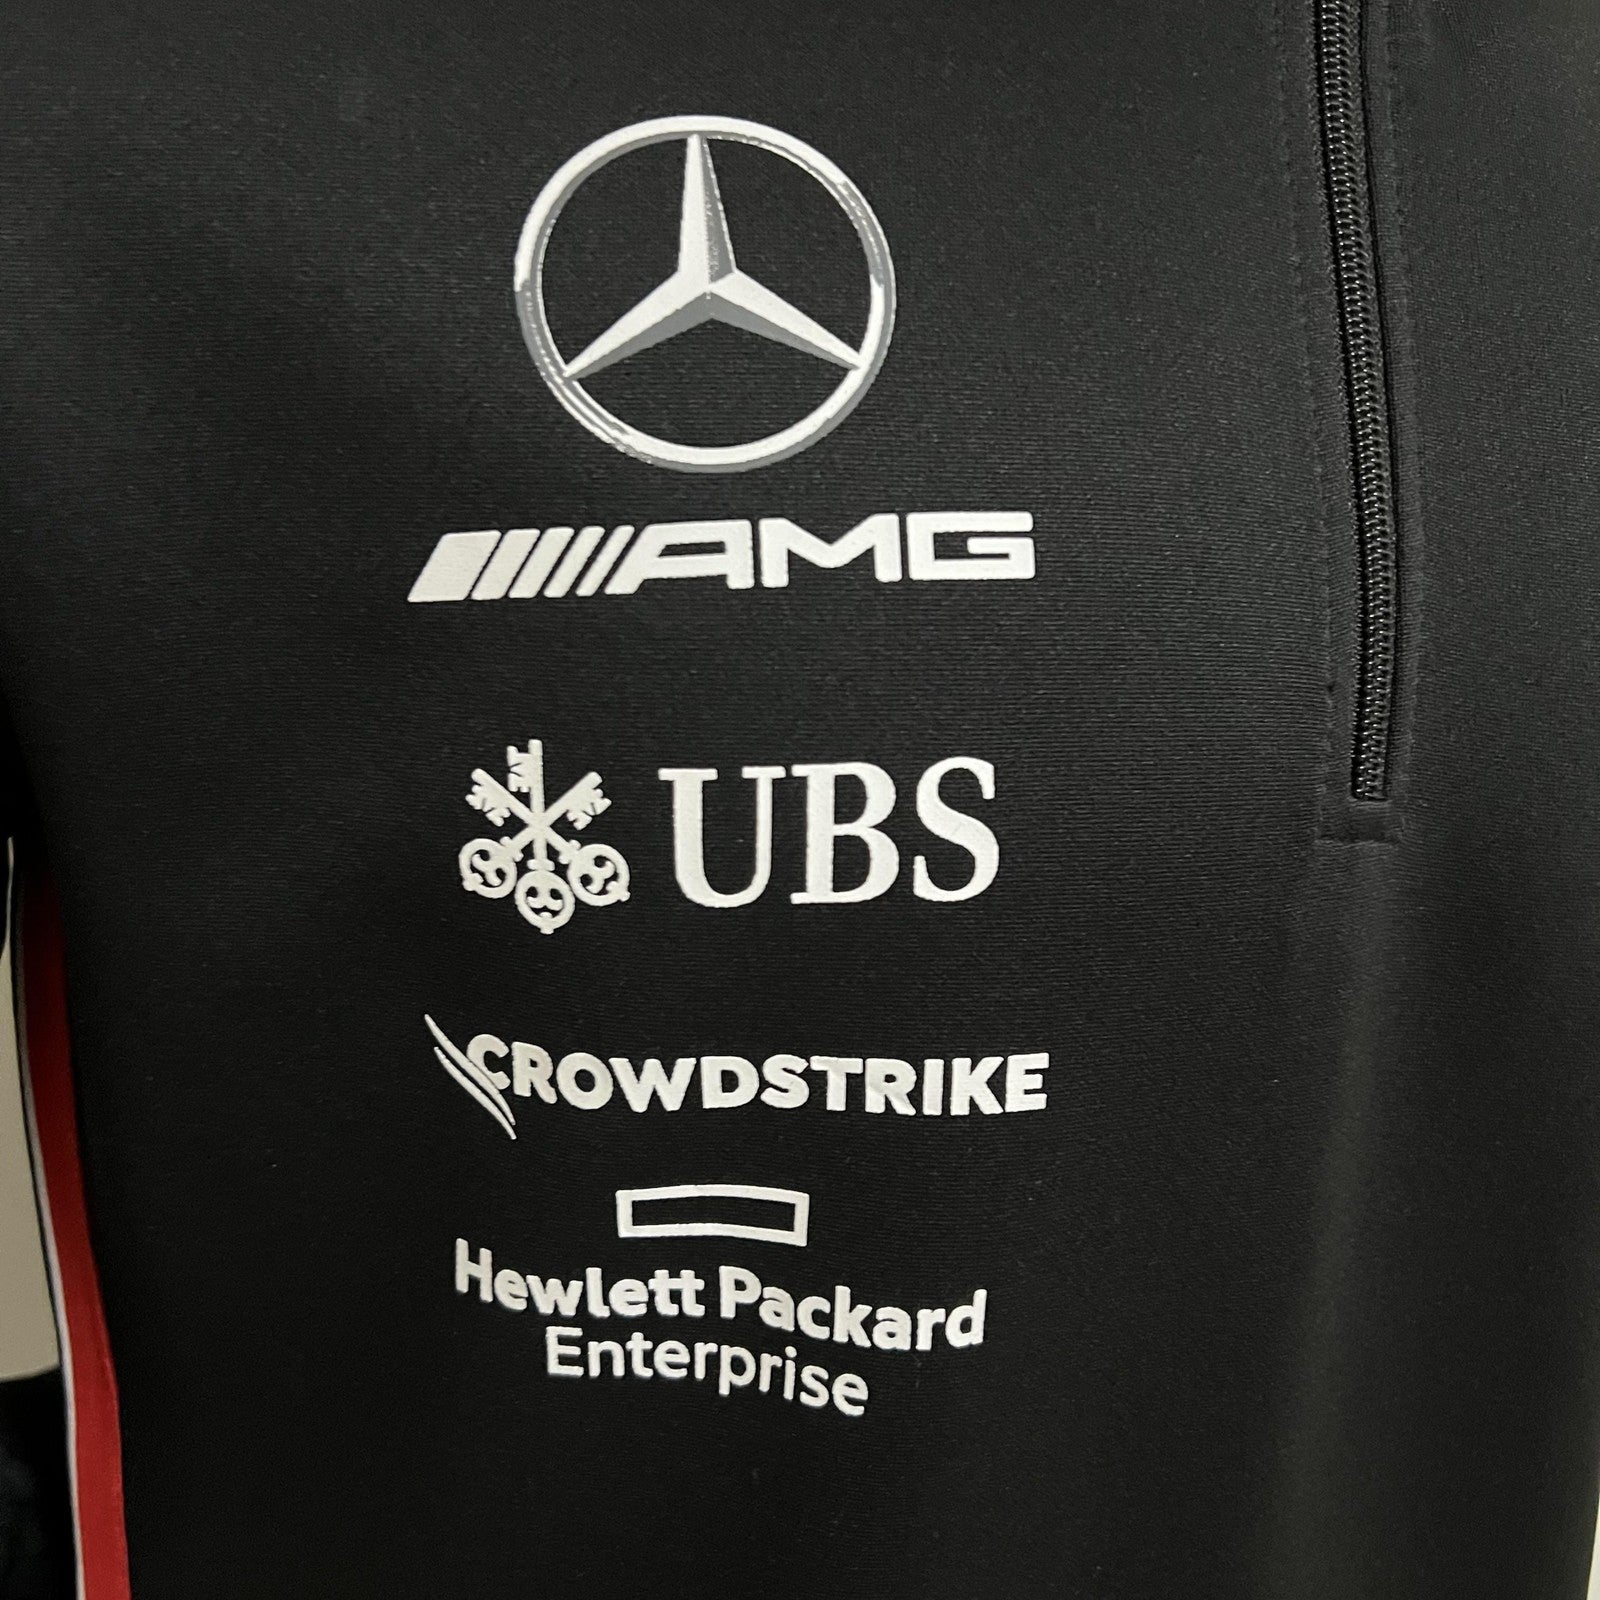 AMG
UBS
CROWDSTRIKE
Hewlett Packard
Enterprise